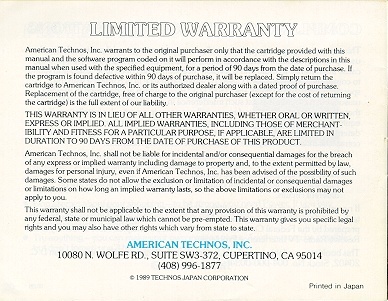 LIMITED WARRANTY
American Technos, Inc. warrants to the original purchaser only that the cartridge provided with this
manual and the software program coded on it will perform in accordance with the descriptions in this
manual when used with the specified equipment, for a period of 90 days from the date of purchase. If
the program is found defective within 90 days of purchase, it will be replaced. Simply return the
cartridge to American Technos, Inc. or its authorized dealer along with a dated proof of purchase.
Replacement of the cartridge, free of charge to the original purchaser (except for the cost of returning
the cartridge) is the full extent of our liability.
THIS WARRANTY IS IN LIEU OF ALL OTHER WARRANTIES, WHETHER ORAL OR WRITTEN,
EXPRESS OR IMPLIED. ALL IMPLIED WARRANTIES, INCLUDING THOSE OF MERCHANT-
IBILITY AND FITNESS FOR A PARTICULAR PURPOSE, IF APPLICABLE, ARE LIMITED IN
DURATION TO 90 DAYS FROM THE DATE OF PURCHASE OF THIS PRODUCT.
American Technos, Inc. shall not be liable for incidental and/or consequential damages for the breach
of any express or implied warranty including damage to property and, to the extent permitted by law,
damages for personal injury, even if American Technos, Inc. has been advised of the possibility of such
damages. Some states do not allow the exclusion or limitation of incidental or consequential damages
or limitations on how long an implied warranty lasts, so the above limitations or exclusions may not
apply to you.
This warranty shall not be applicable to the extent that any provision of this warranty is prohibited by
any federal, state or municipal law which cannot be pre-empted. This warranty gives you specific legal
rights and you may also have other rights which vary from state to state.
AMERICAN TECHNOS, INC.
10080 N. WOLFE RD., SUITE SW3-372, CUPERTINO, CA 95014
(408) 996-1877
© 1989 TECHNOS JAPAN CORPORATION
Printed in Japan